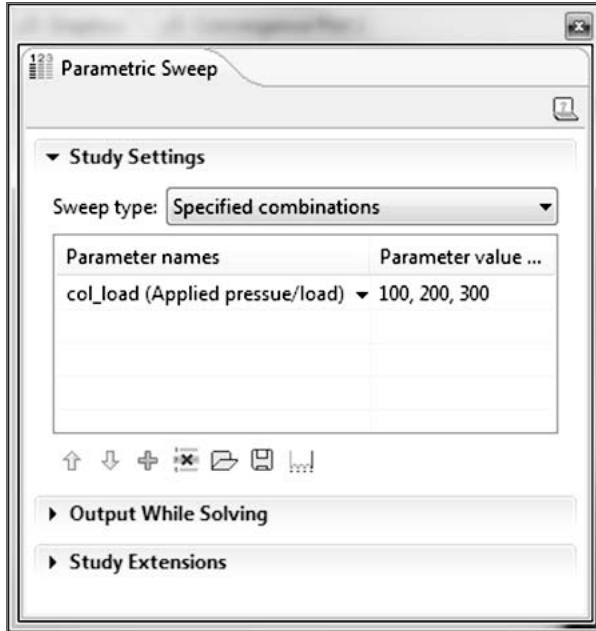 123
Parametric Sweep
Study Settings
Sweep type: Specified combinations
Parameter names Parameter value ...
col_load (Applied pressue/load) 100, 200, 300
Output While Solving
Study Extensions